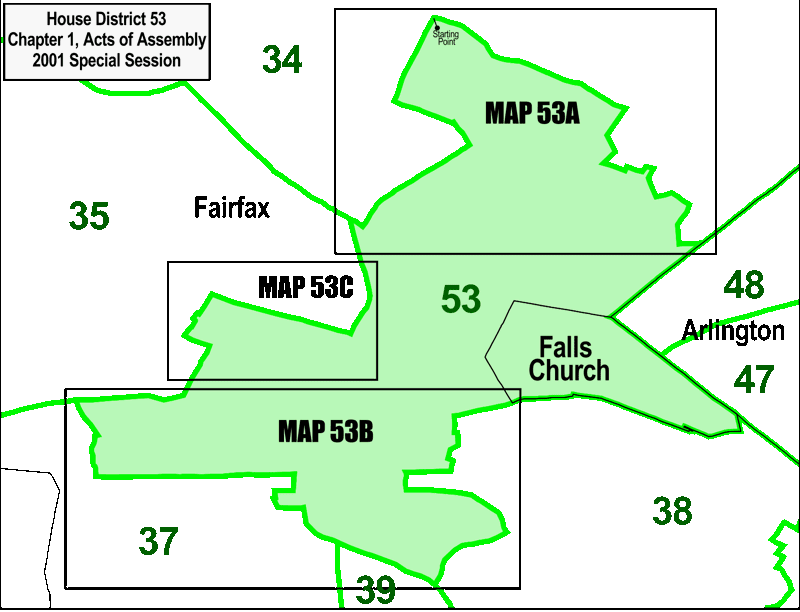 House District 53
Chapter 1, Acts of Assembly
2001 Special Session
34
Starting
Point
MAP 53A
35
Fairfax
MAP 53C
53
48
Arlington
Falls
Church
47
MAP 53B
38
37
39